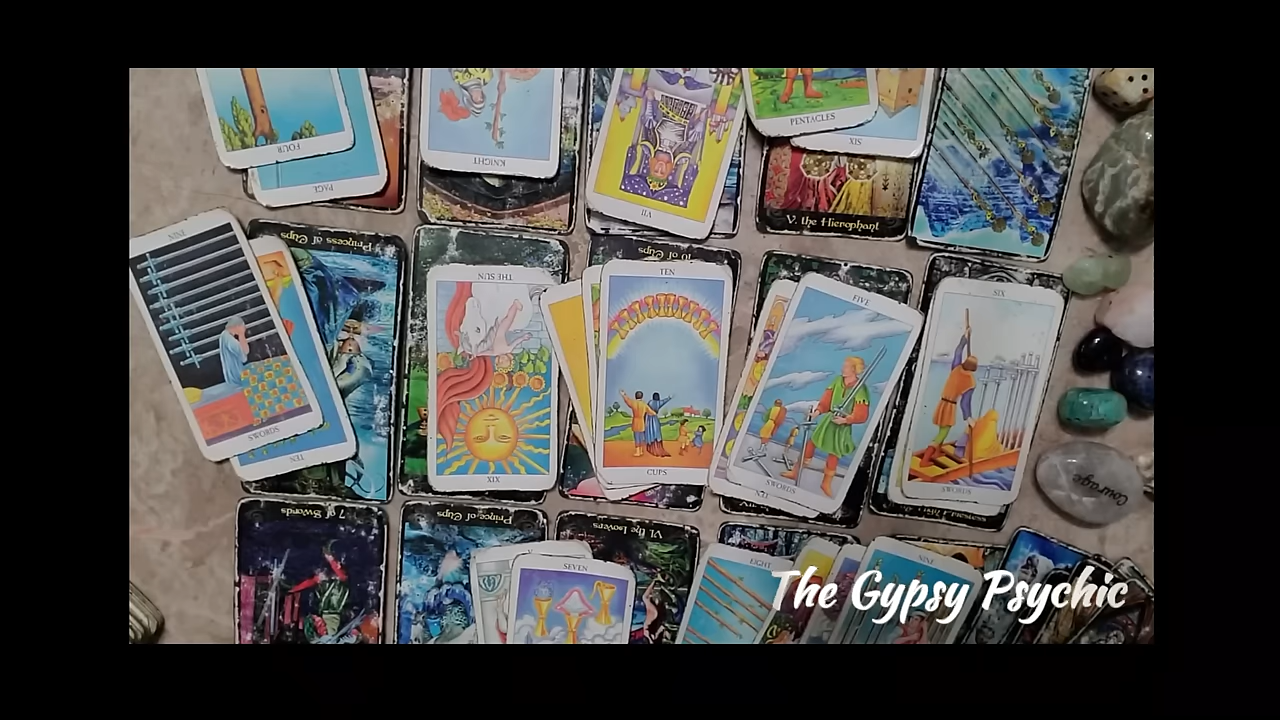 PENTACLES
FOUR
PAGE
KNIGHT
VII
XIX
V. the Hierophant
NINE
SWORDS
TEN
Princess of Cups
THE SUN
XIX
10 of Cups
TEN
CUPS
FIVE
SWORDS
TEN
SIX
SWORDS
Courage
7 of Swords
Prince of Cups
VI. the Lovers
SEVEN
EIGHT
NINE
The Gypsy Psychic